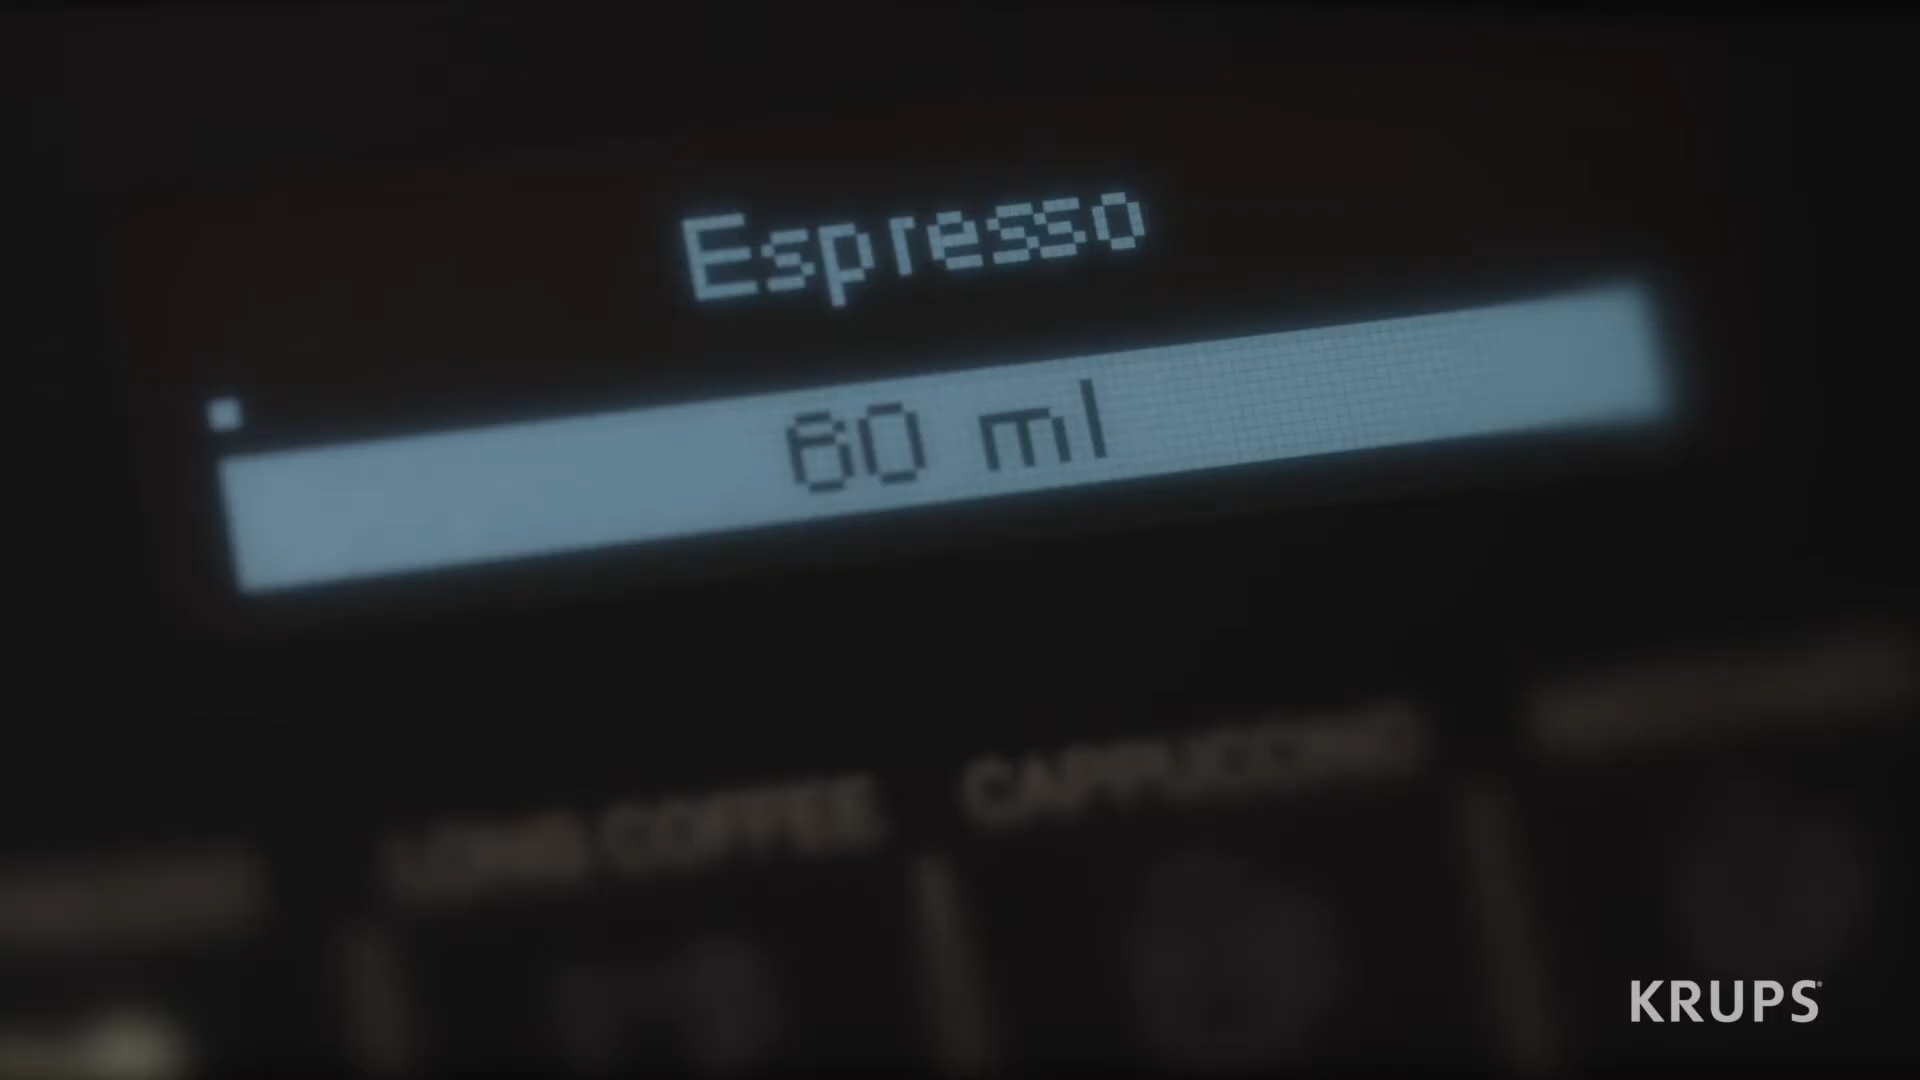 Espresso
60 ml
LONG COFFEE
CAPPUCCINO
KRUPS